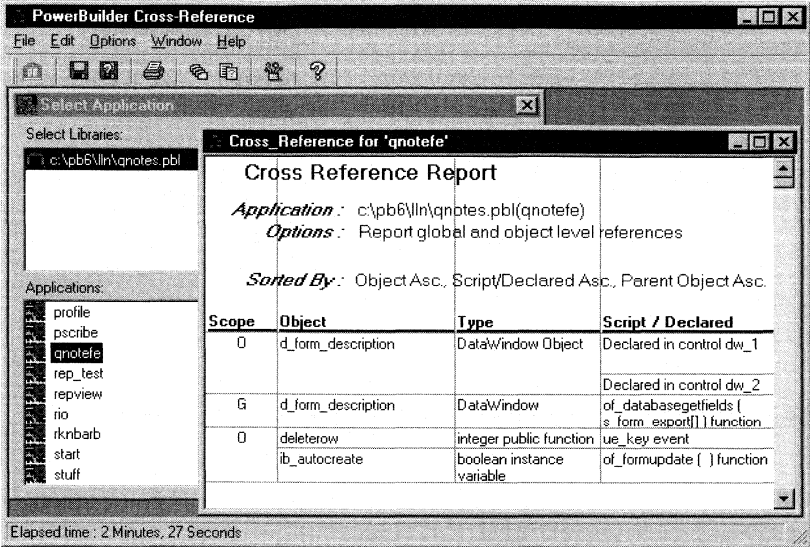 PowerBuilder Cross-Reference
File Edit Options Window Help
Select Application
Select Libraries:
c:\pb6\lln\qnotes.pbl
Applications:
profile
pscribe
qnotefe
rep_test
repview
rio
rknbarb
start
stuff
Cross_Reference for 'qnotefe'
Cross Reference Report
Application : c:\pb6\lln\qnotes.pbl(qnotefe)
Options : Report global and object level references
Sorted By : Object Asc., Script/Declared Asc., Parent Object Asc.
Scope Object Type Script / Declared
O d_form_description DataWindow Object Declared in control dw_1
Declared in control dw_2
G d_form_description DataWindow of_databasegetfields (
s_form_export[] ) function
O deleterow integer public function ue_key event
ib_autocreate boolean instance of_formupdate ( ) function
variable
Elapsed time : 2 Minutes, 27 Seconds